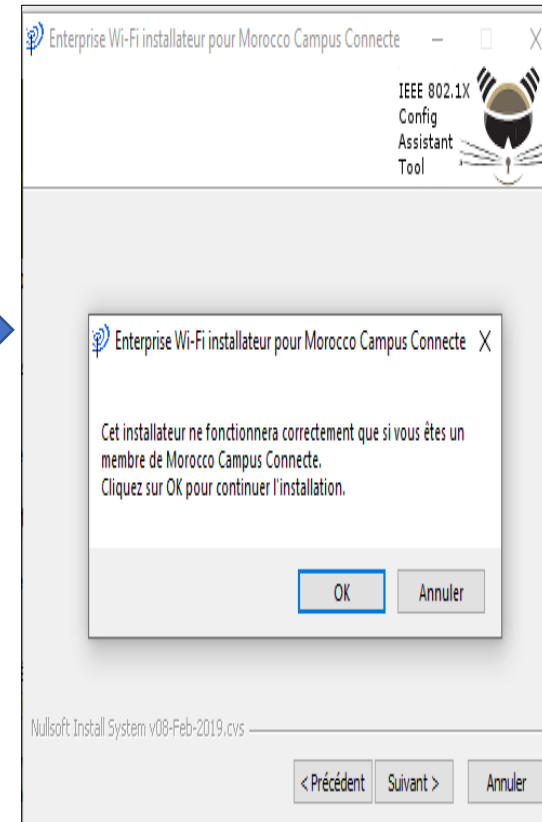 Enterprise Wi-Fi installateur pour Morocco Campus Connecte
IEEE 802.1X
Config
Assistant
Tool
Enterprise Wi-Fi installateur pour Morocco Campus Connecte
Cet installateur ne fonctionnera correctement que si vous êtes un
membre de Morocco Campus Connecte.
Cliquez sur OK pour continuer l'installation.
OK
Annuler
Nullsoft Install System v08-Feb-2019.cvs
< Précédent
Suivant >
Annuler